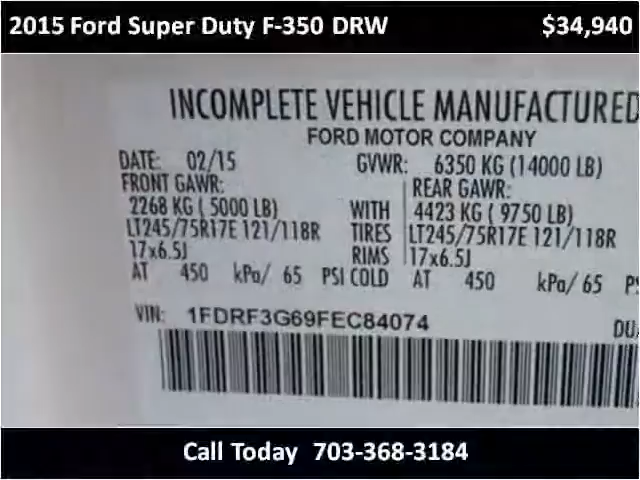 2015 Ford Super Duty F-350 DRW $34,940
INCOMPLETE VEHICLE MANUFACTURED
FORD MOTOR COMPANY
DATE: 02/15 GVWR: 6350 KG (14000 LB)
FRONT GAWR: REAR GAWR:
2268 KG ( 5000 LB) WITH 4423 KG ( 9750 LB)
LT245/75R17E 121/118R TIRES LT245/75R17E 121/118R
17x6.5J RIMS 17x6.5J
AT 450 kPa/ 65 PSI COLD AT 450 kPa/ 65 PS
VIN: 1FDRF3G69FEC84074
DUA
Call Today 703-368-3184